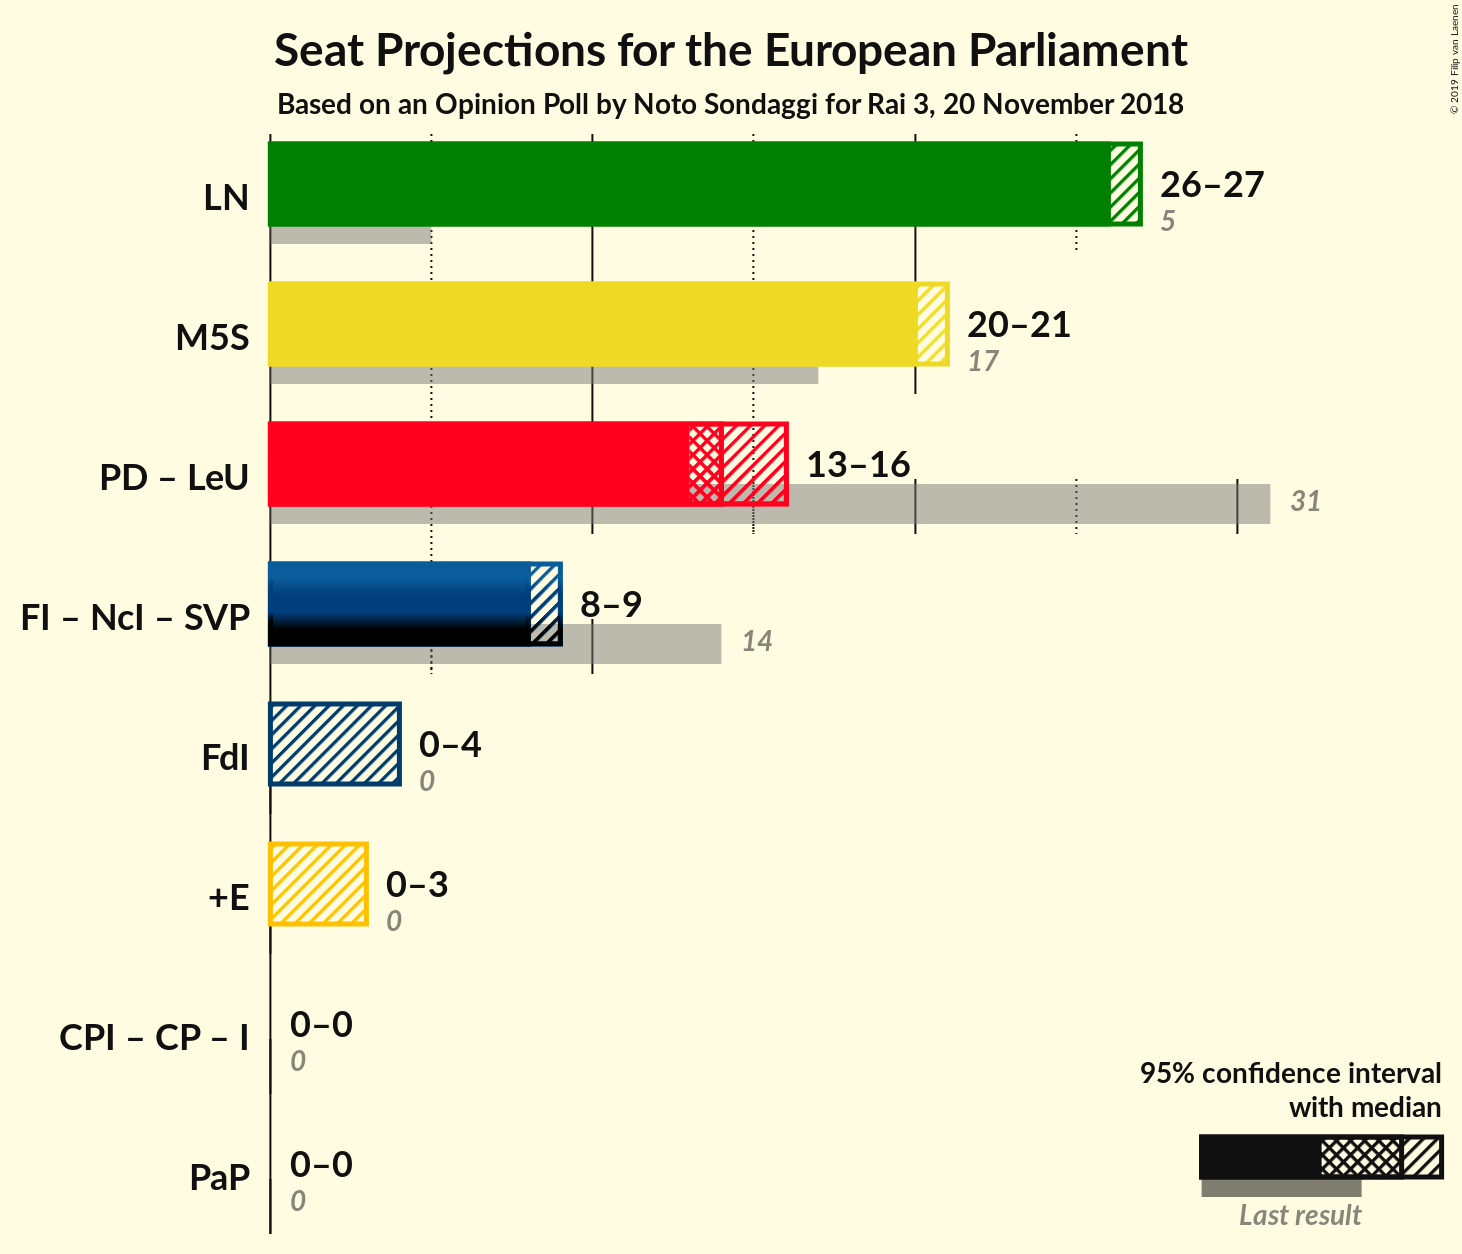 Seat Projections for the European Parliament
Based on an Opinion Poll by Noto Sondaggi for Rai 3, 20 November 2018
© 2019 Filip van Laenen
LN
26–27
5
M5S
20–21
17
PD – LeU
13–16
31
FI – NcI – SVP
8–9
14
FdI
0–4
0
+E
0–3
0
CPI – CP – I
0–0
0
PaP
0–0
0
95% confidence interval
with median
Last result